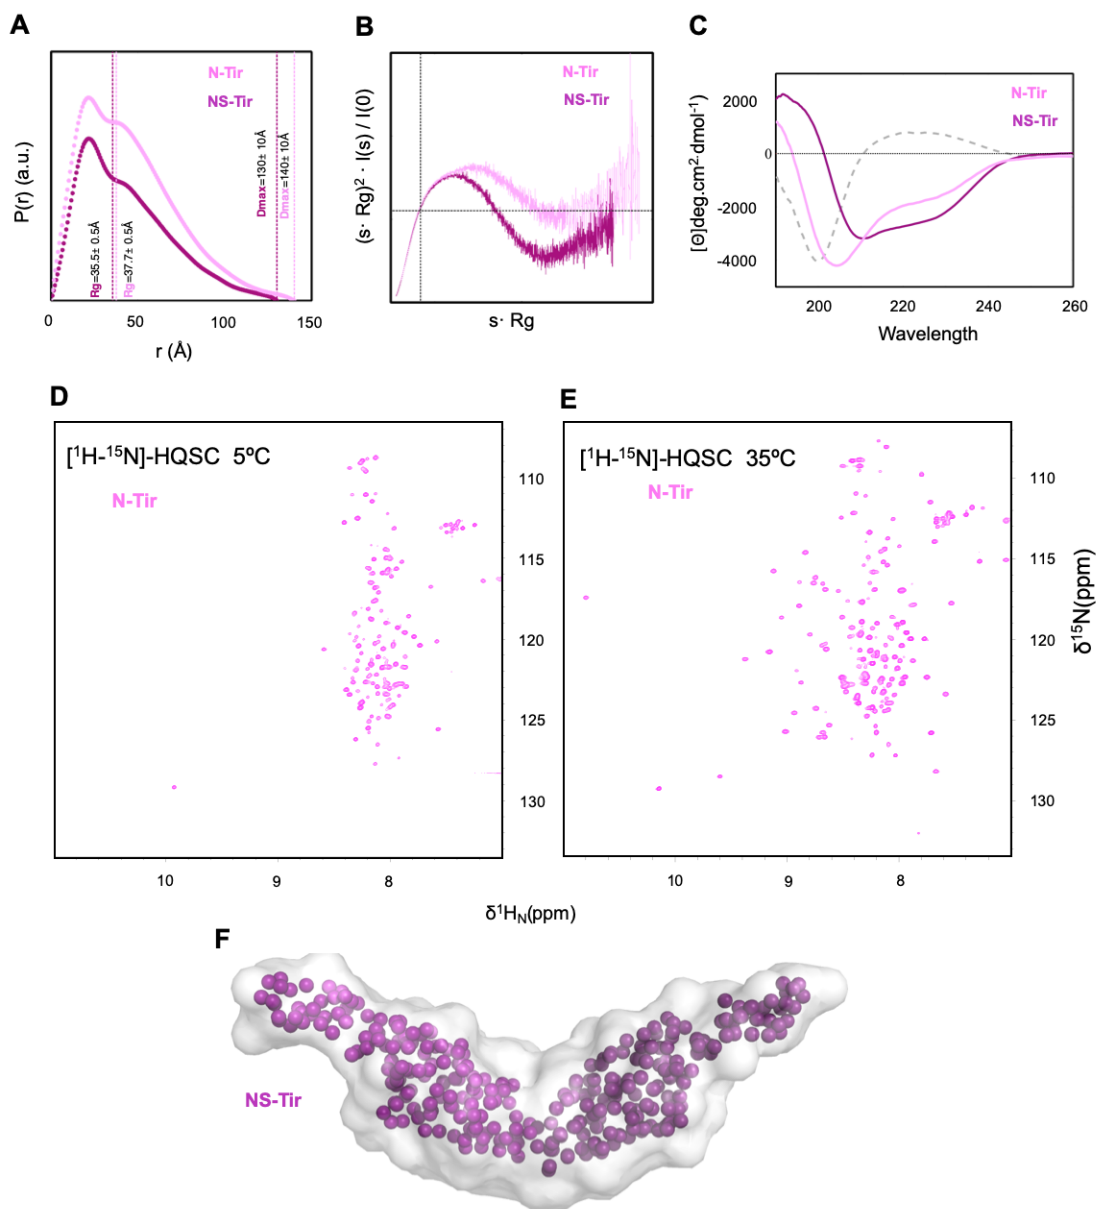 A
N-Tir
NS-Tir
P(r) (a.u.)
Rg=35.5± 0.5Å
Rg=37.7± 0.5Å
Dmax=130± 10Å
Dmax=140± 10Å
0 50 100 150
r (Å)
B
N-Tir
NS-Tir
(s· Rg)² · I(s) / I(0)
s· Rg
C
N-Tir
NS-Tir
[Θ]deg.cm²·dmol⁻¹)
2000
0
-2000
-4000
200 220 240 260
Wavelength
D
[¹H-¹⁵N]-HQSC 5ºC
N-Tir
110
115
120
125
130
10 9 8
E
[¹H-¹⁵N]-HQSC 35ºC
N-Tir
110
115
120
125
130
δ¹⁵N(ppm)
10 9 8
δ¹H_N(ppm)
F
NS-Tir